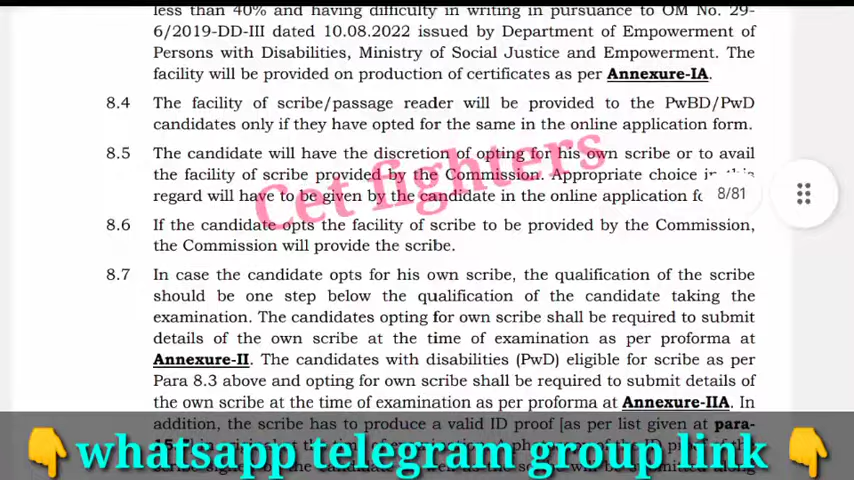 less than 40% and having difficulty in writing in pursuance to OM No. 29-
6/2019-DD-III dated 10.08.2022 issued by Department of Empowerment of
Persons with Disabilities, Ministry of Social Justice and Empowerment. The
facility will be provided on production of certificates as per Annexure-IA.
8.4 The facility of scribe/passage reader will be provided to the PwBD/PwD
candidates only if they have opted for the same in the online application form.
8.5 The candidate will have the discretion of opting for his own scribe or to avail
the facility of scribe provided by the Commission. Appropriate choice in this
regard will have to be given by the candidate in the online application
8/81
Cet fighters
8.6 If the candidate opts the facility of scribe to be provided by the Commission,
the Commission will provide the scribe.
8.7 In case the candidate opts for his own scribe, the qualification of the scribe
should be one step below the qualification of the candidate taking the
examination. The candidates opting for own scribe shall be required to submit
details of the own scribe at the time of examination as per proforma at
Annexure-II. The candidates with disabilities (PwD) eligible for scribe as per
Para 8.3 above and opting for own scribe shall be required to submit details of
the own scribe at the time of examination as per proforma at Annexure-IIA. In
addition, the scribe has to produce a valid ID proof [as per list given at para-
👇whatsapp telegram group link 👇